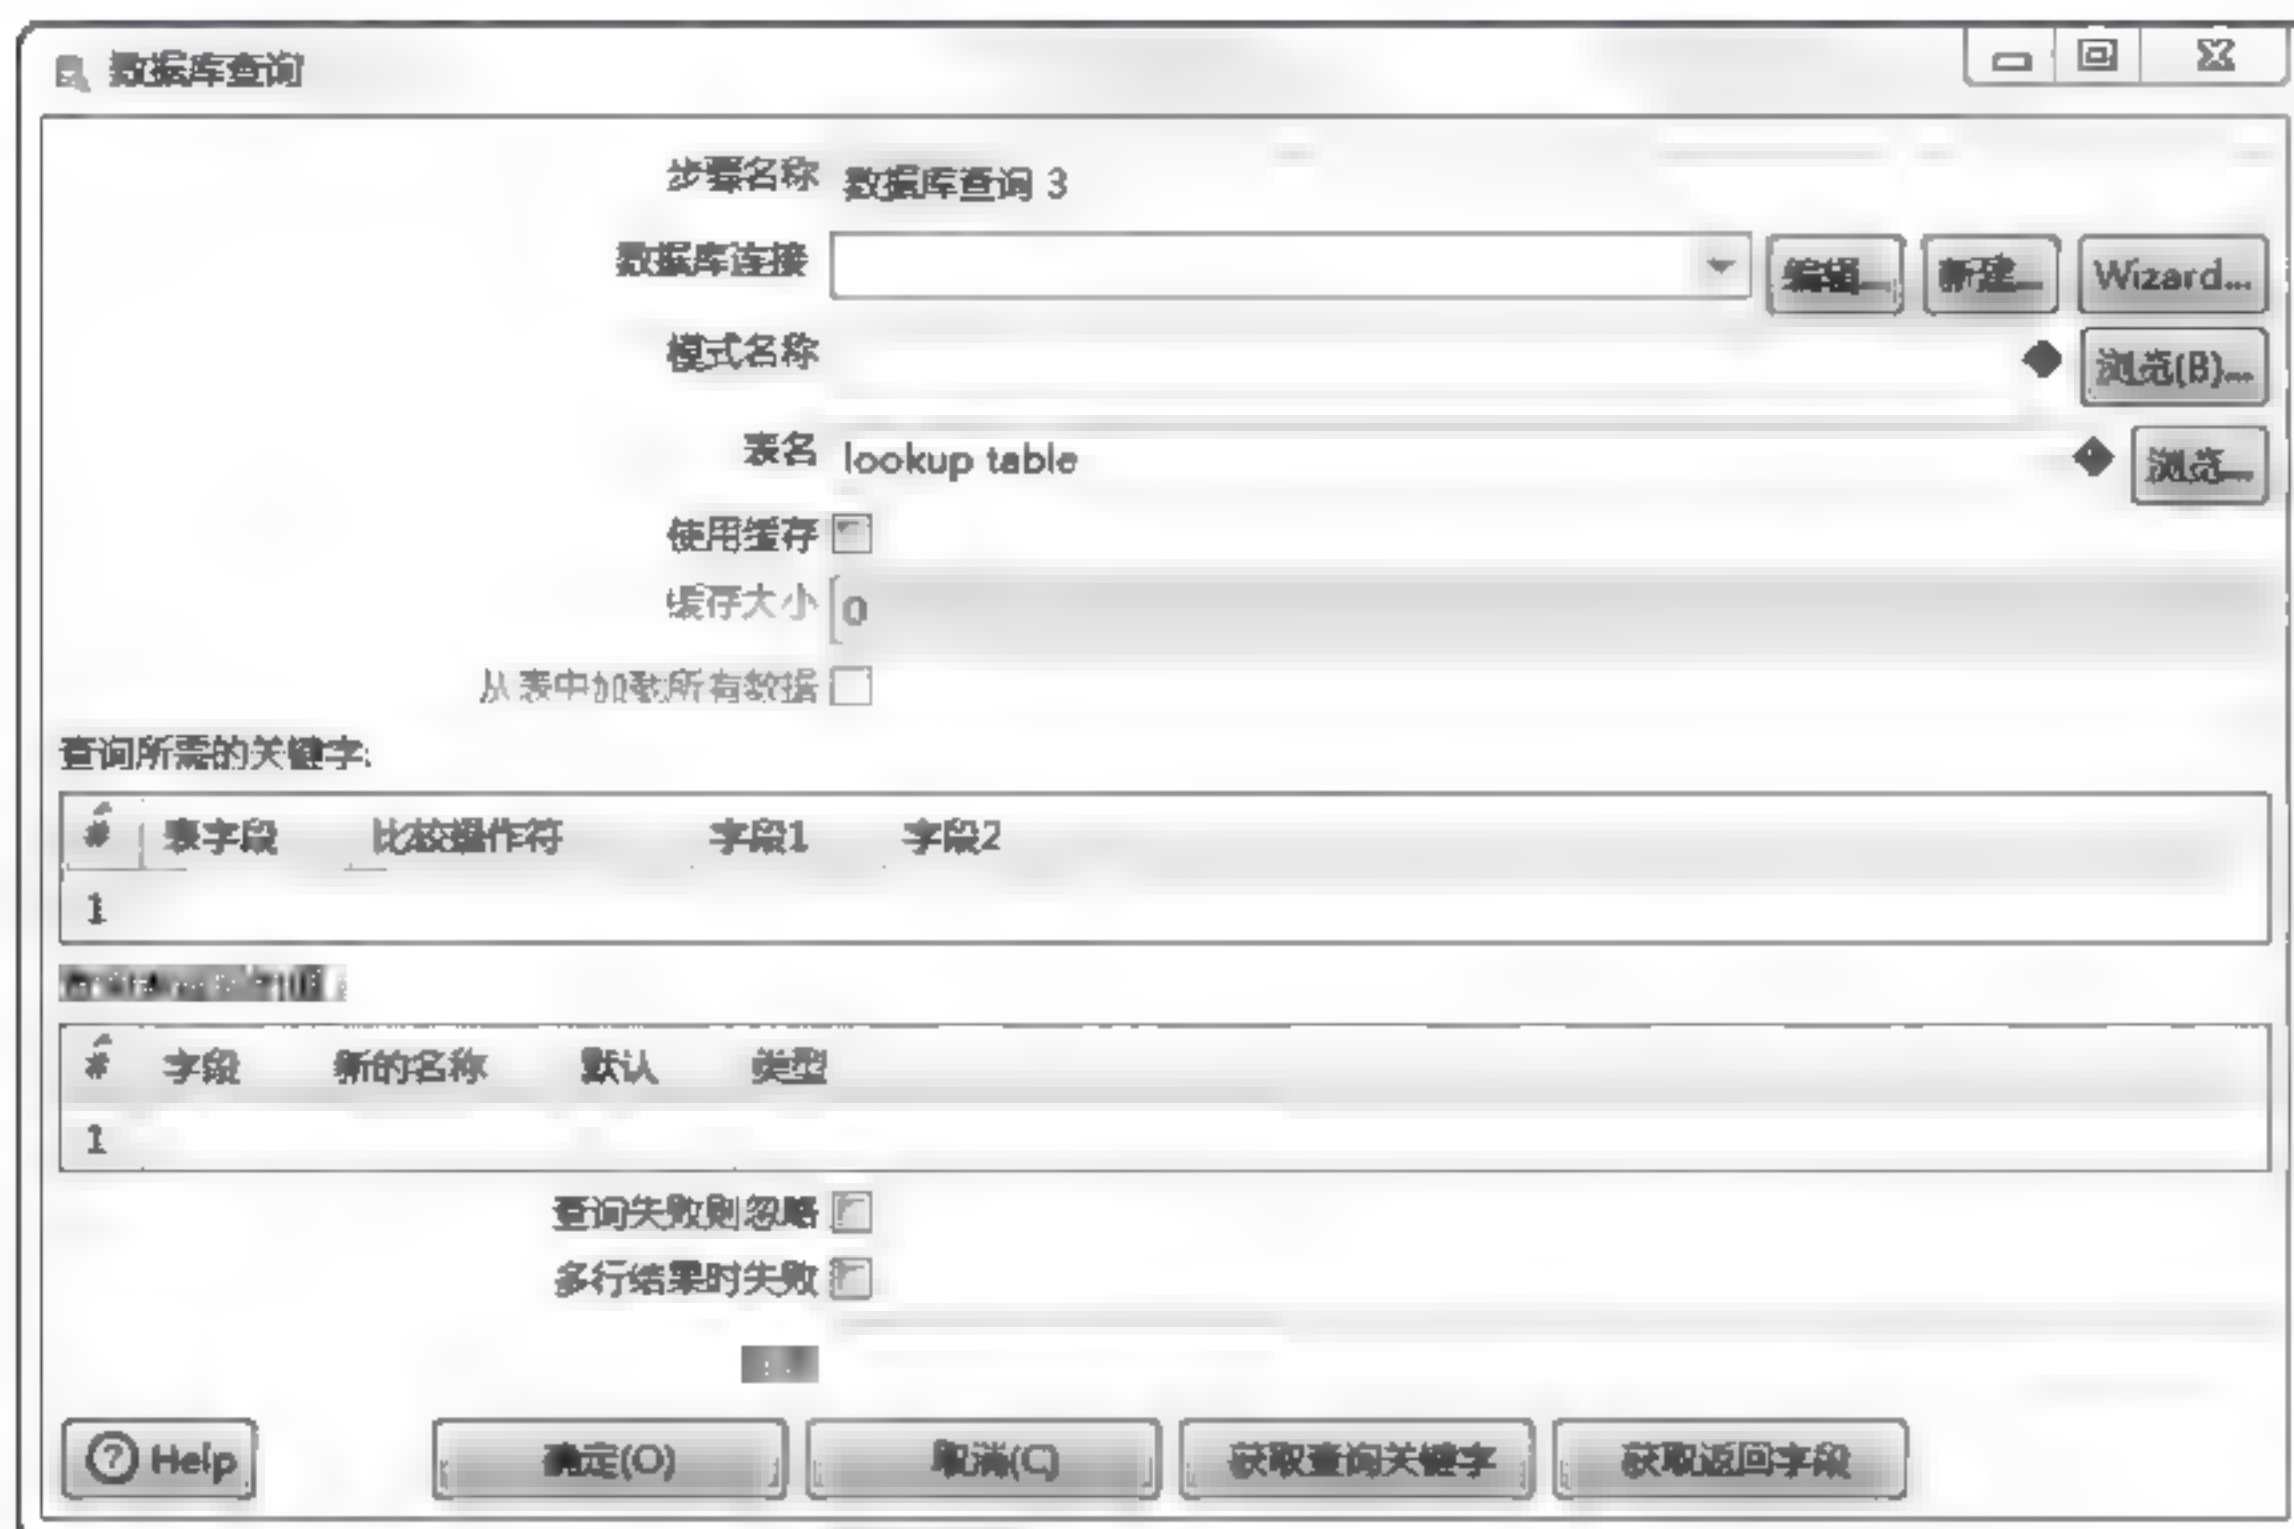 数据库查询
步骤名称 数据库查询 3
数据库连接 编辑... 新建... Wizard...
模式名称 浏览(B)...
表名 lookup table 浏览...
使用缓存
缓存大小 0
从表中加载所有数据
查询所需的关键字:
# 表字段 比较操作符 字段1 字段2
1
# 字段 新的名称 默认 类型
1
查询失败则忽略
多行结果时失败
Help 确定(O) 取消(C) 获取查询关键字 获取返回字段